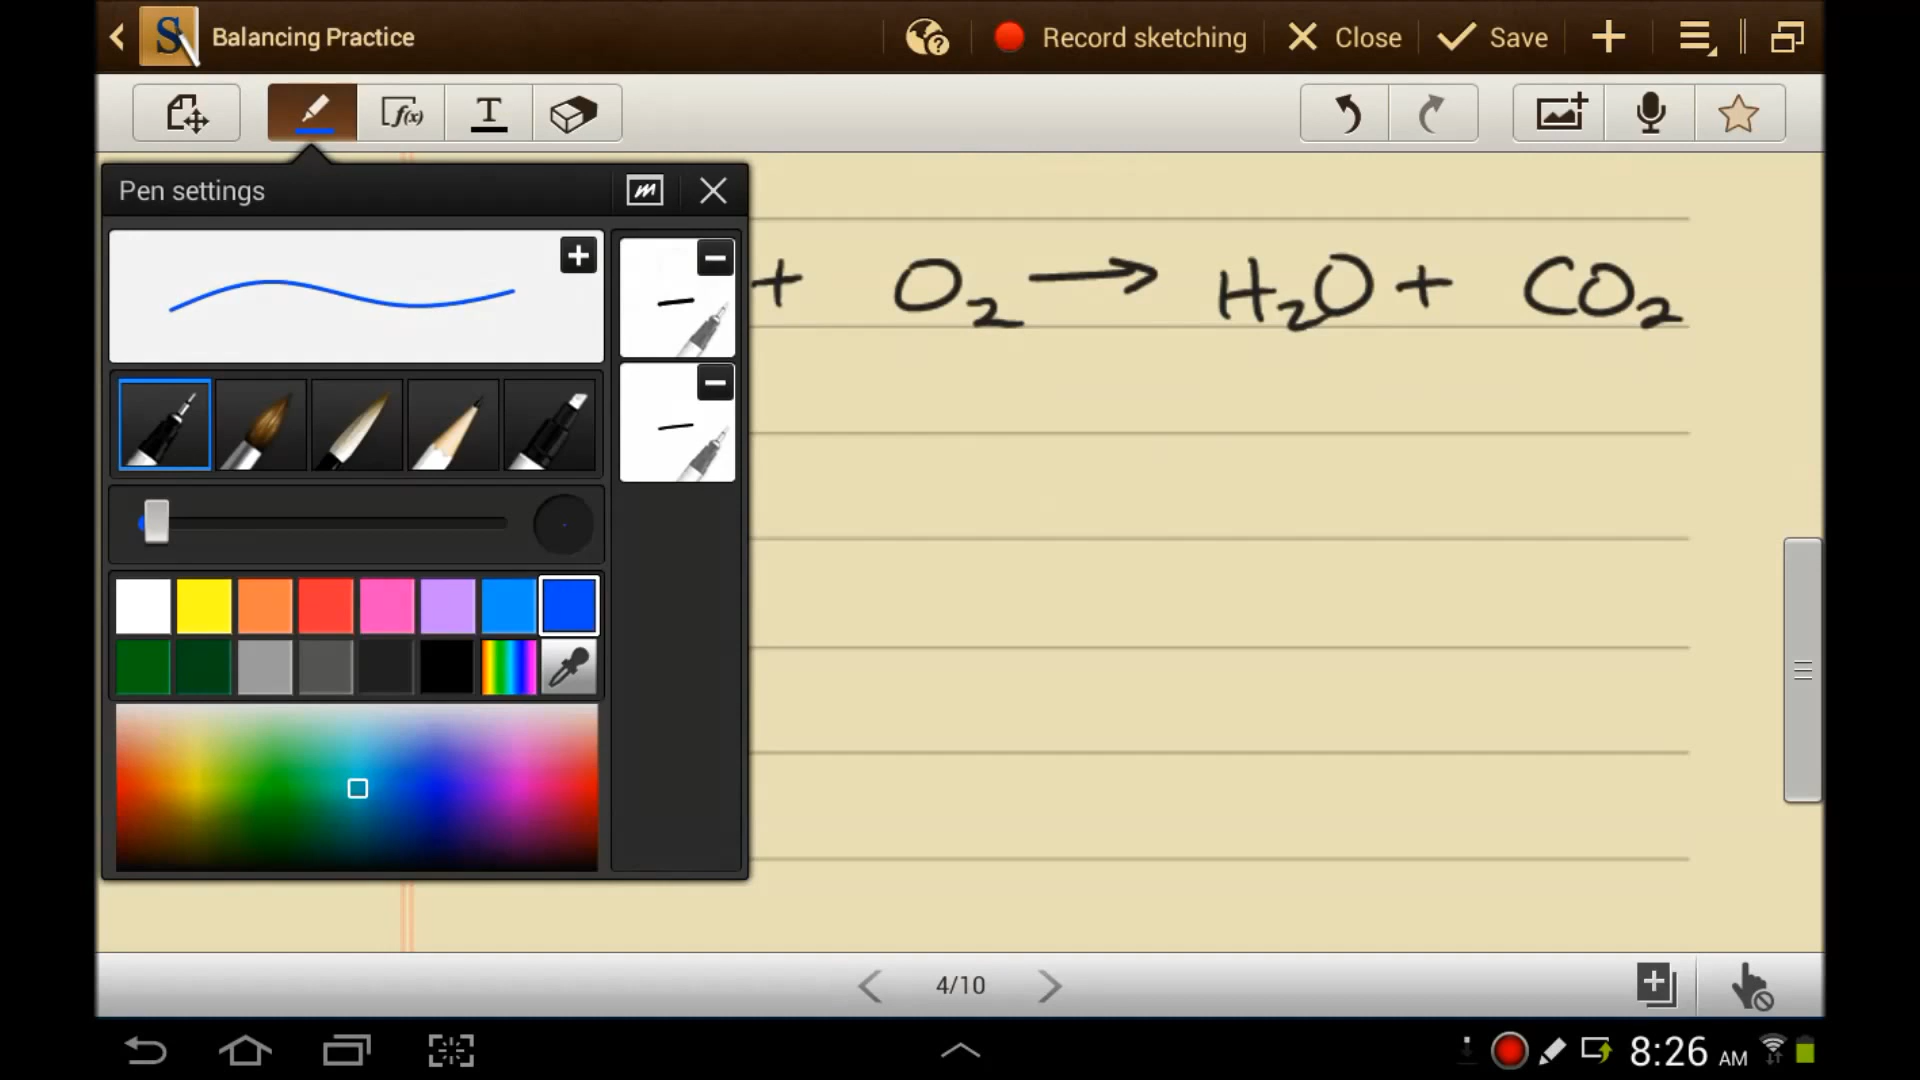 S Balancing Practice Record sketching Close Save
f(x) T
Pen settings
+ O₂ → H₂O + CO₂
4/10
8:26 AM